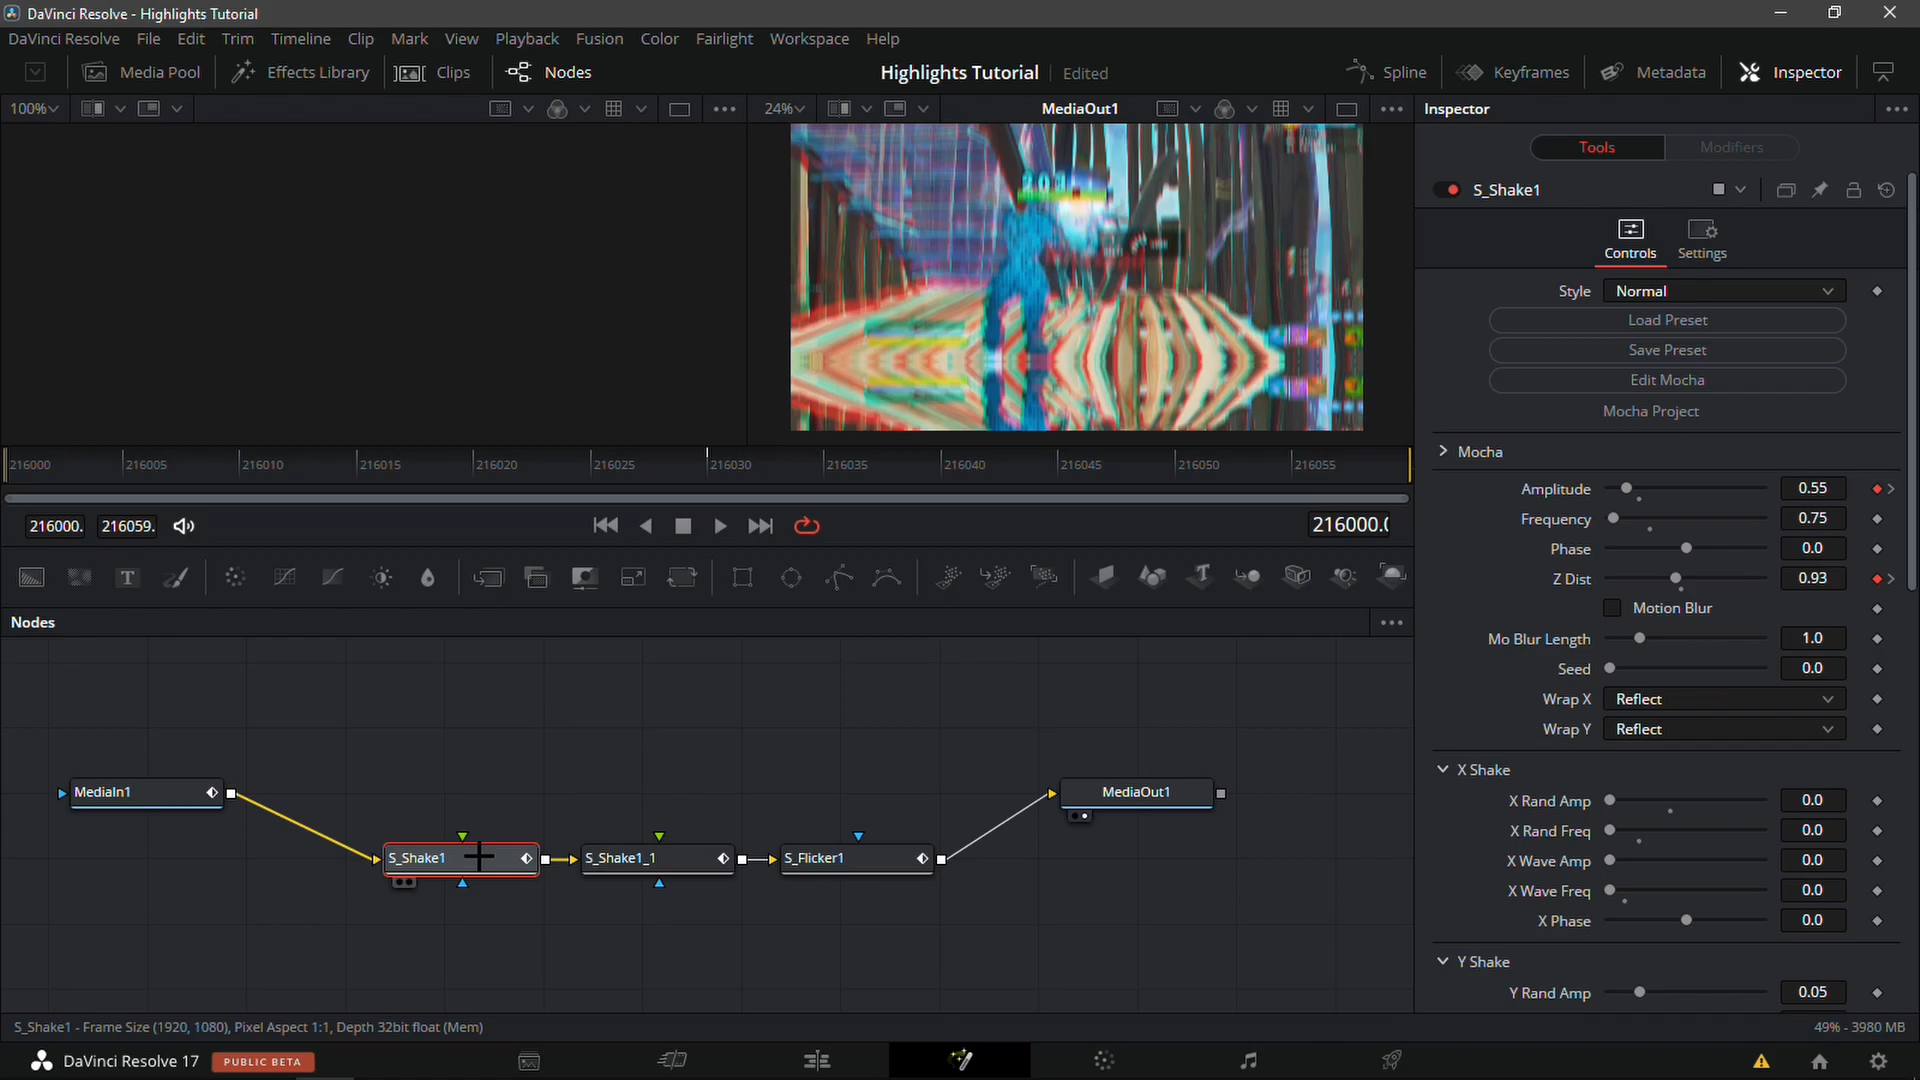 DaVinci Resolve - Highlights Tutorial
DaVinci Resolve File Edit Trim Timeline Clip Mark View Playback Fusion Color Fairlight Workspace Help
Media Pool Effects Library Clips Nodes Highlights Tutorial Edited Spline Keyframes Metadata Inspector
100% 24% MediaOut1 Inspector
Tools Modifiers
S_Shake1
Controls Settings
Style Normal
Load Preset
Save Preset
Edit Mocha
Mocha Project
Mocha
216000 216005 216010 216015 216020 216025 216030 216035 216040 216045 216050 216055
Amplitude 0.55
Frequency 0.75
216000. 216059. 216000.0
Phase 0.0
Z Dist 0.93
Motion Blur
Nodes
Mo Blur Length 1.0
Seed 0.0
Wrap X Reflect
Wrap Y Reflect
X Shake
MediaIn1 MediaOut1
X Rand Amp 0.0
X Rand Freq 0.0
S_Shake1 S_Shake1_1 S_Flicker1
X Wave Amp 0.0
X Wave Freq 0.0
X Phase 0.0
Y Shake
Y Rand Amp 0.05
S_Shake1 - Frame Size (1920, 1080), Pixel Aspect 1:1, Depth 32bit float (Mem) 49% - 3980 MB
DaVinci Resolve 17 PUBLIC BETA